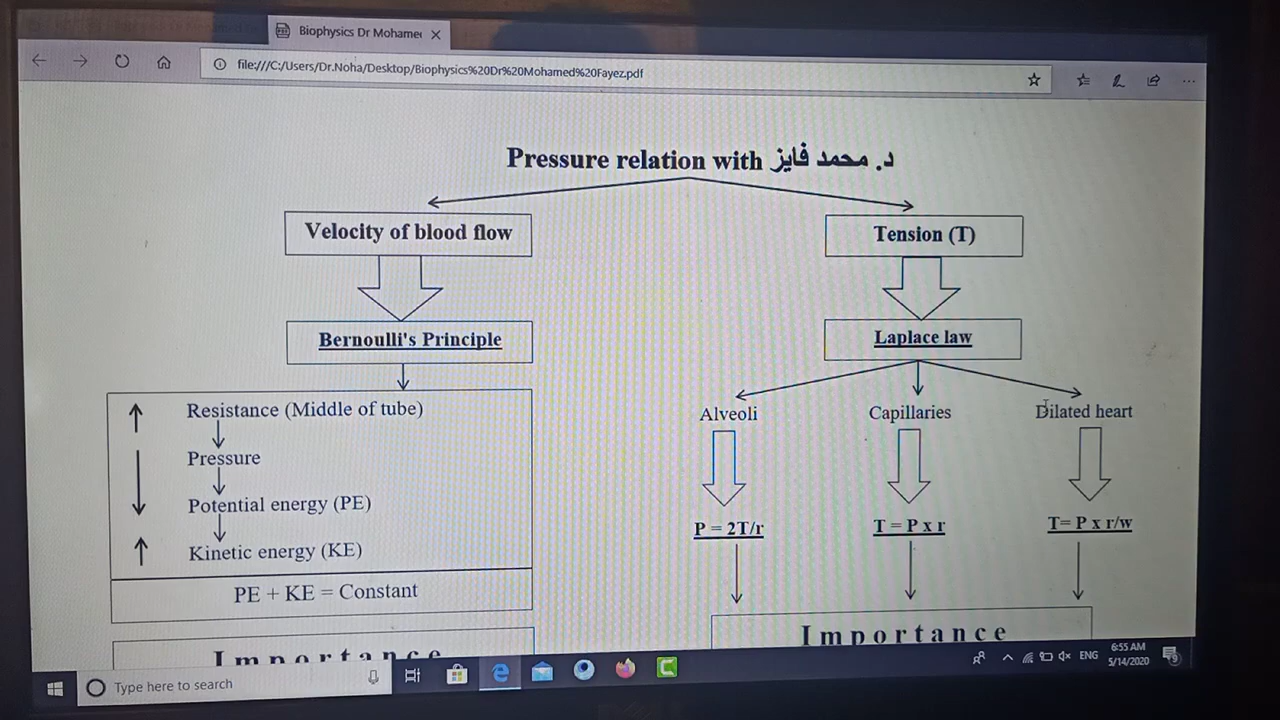 Biophysics Dr Mohamed
file:///C:/Users/Dr.Noha/Desktop/Biophysics%20Dr%20Mohamed%20Fayez.pdf
Pressure relation with د. محمد فايز
Velocity of blood flow
Tension (T)
Bernoulli's Principle
Laplace law
Resistance (Middle of tube)
Pressure
Potential energy (PE)
Kinetic energy (KE)
PE + KE = Constant
Alveoli
Capillaries
Dilated heart
P = 2T/r
T = P x r
T= P x r/w
Importance
Importance
Type here to search
ENG
6:55 AM
5/14/2020